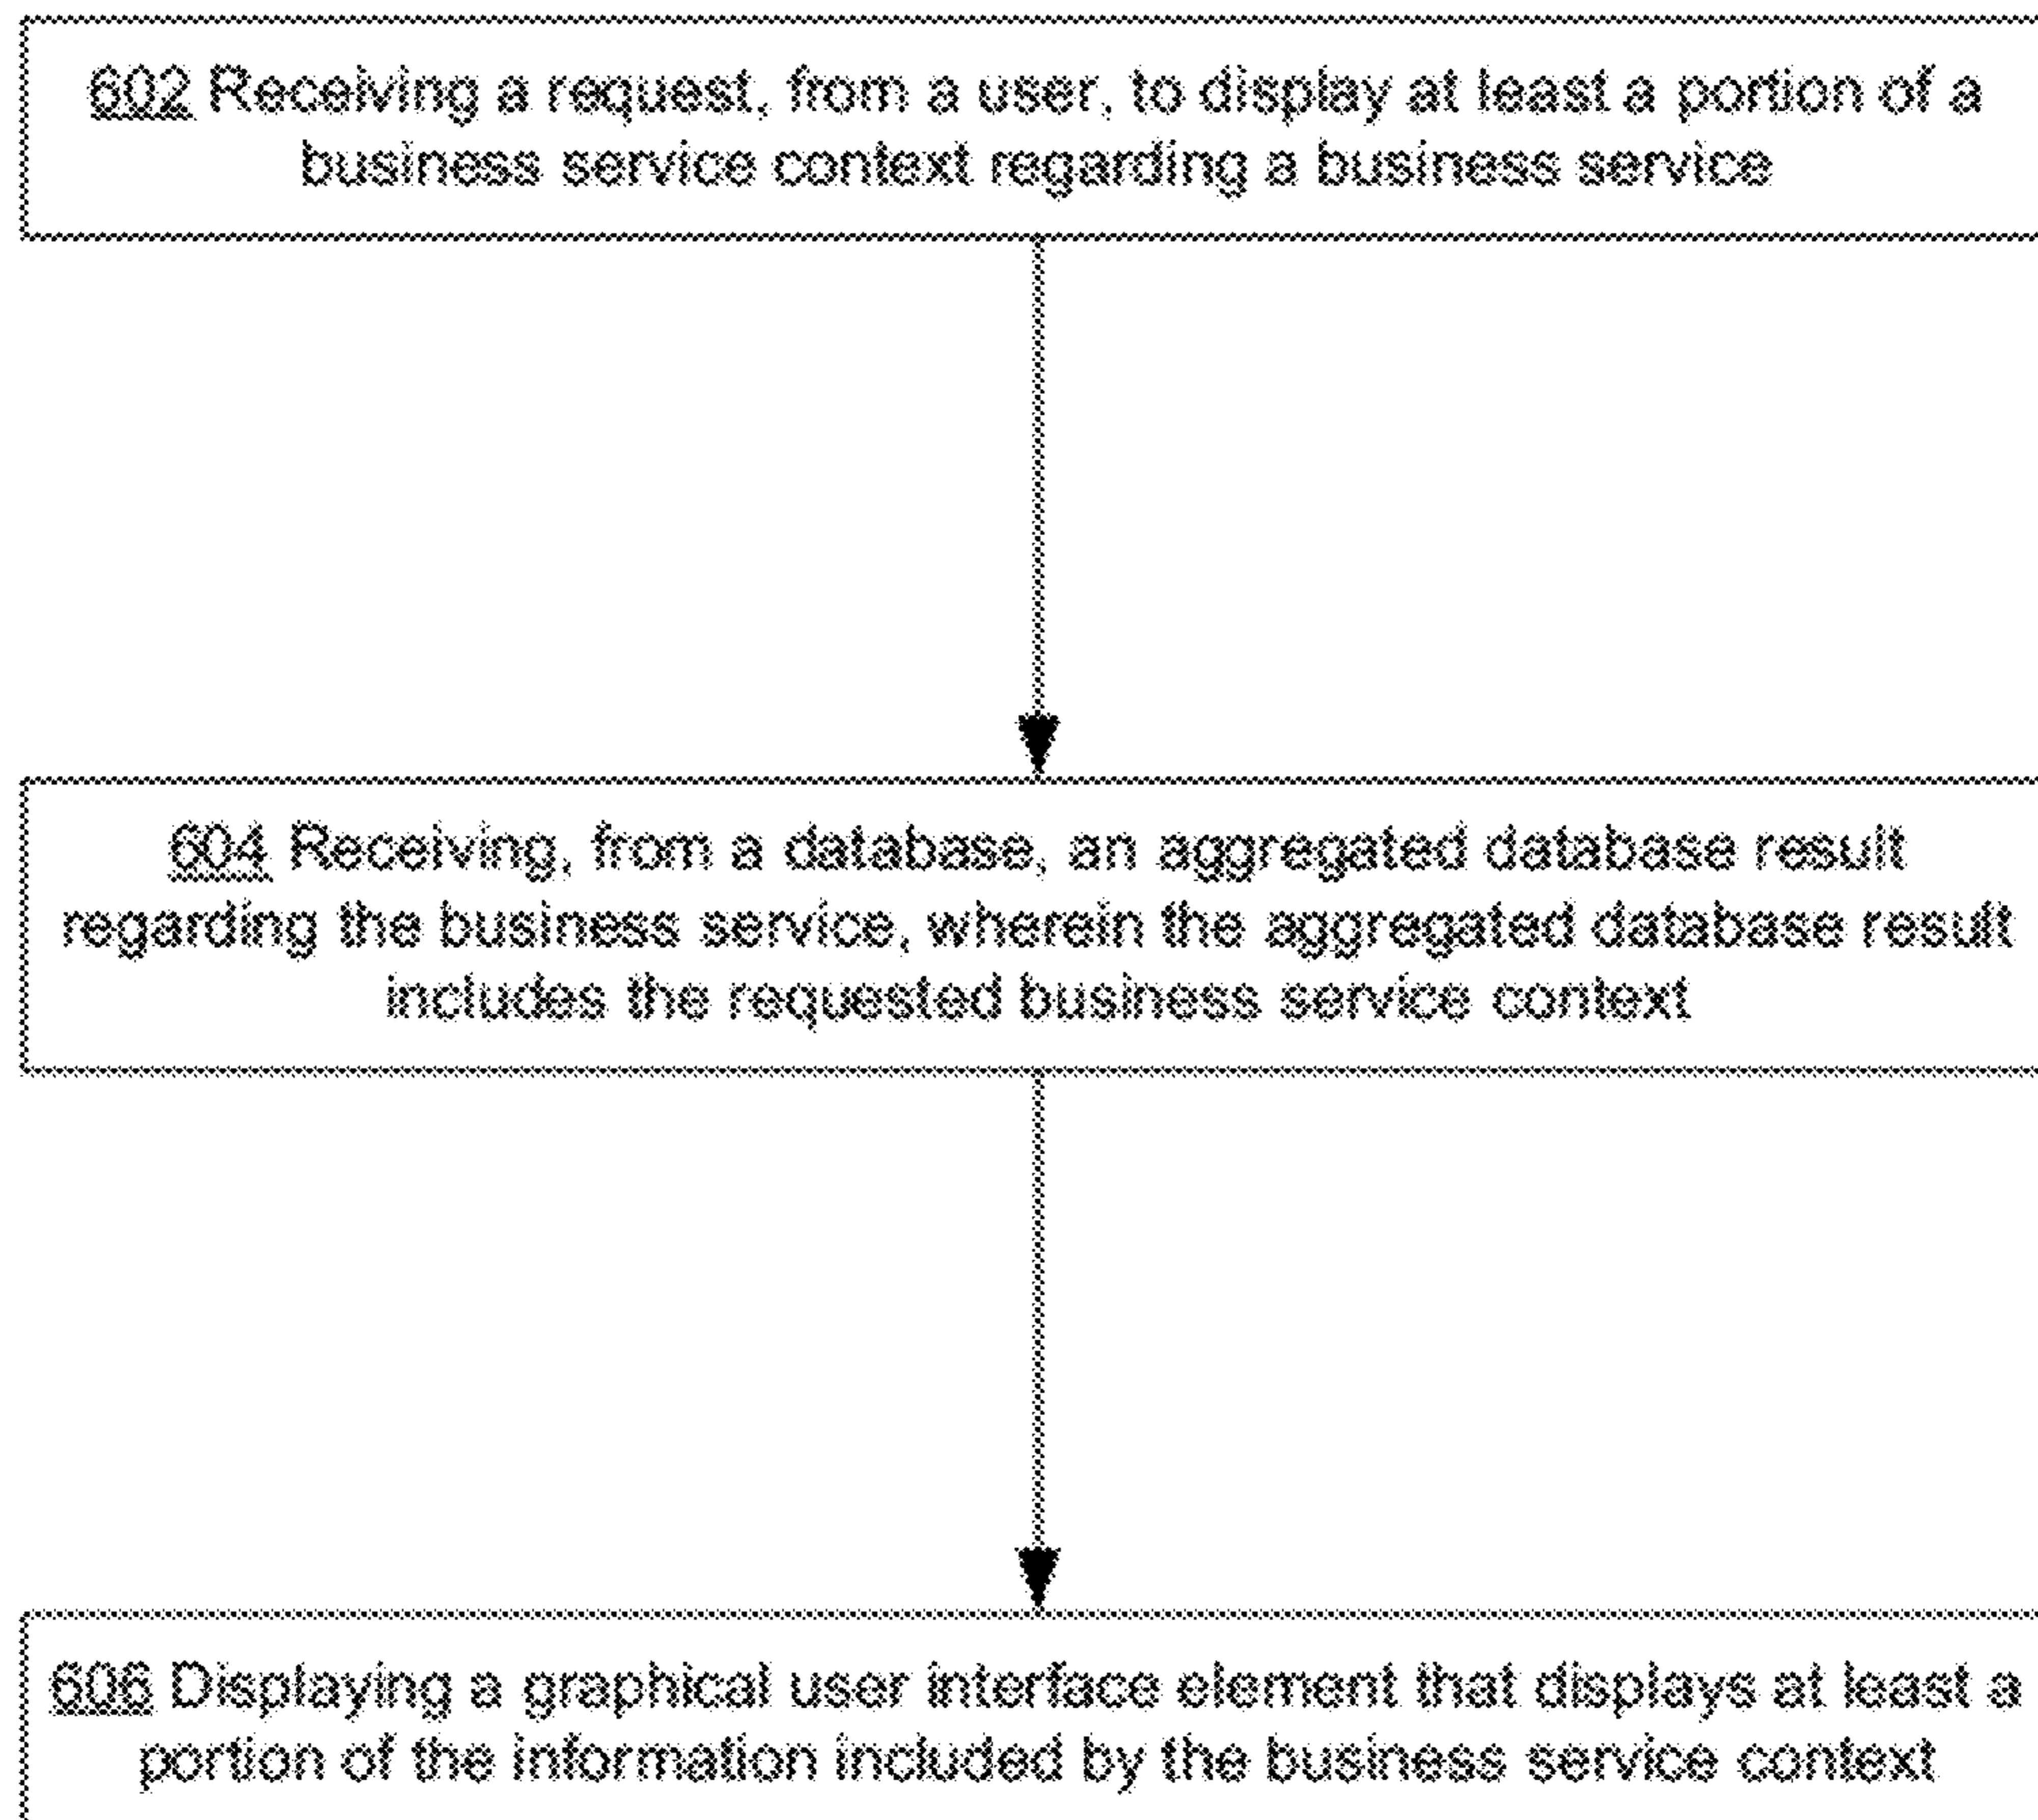 602 Receiving a request, from a user, to display at least a portion of a
business service context regarding a business service
604 Receiving, from a database, an aggregated database result
regarding the business service, wherein the aggregated database result
includes the requested business service context
606 Displaying a graphical user interface element that displays at least a
portion of the information included by the business service context